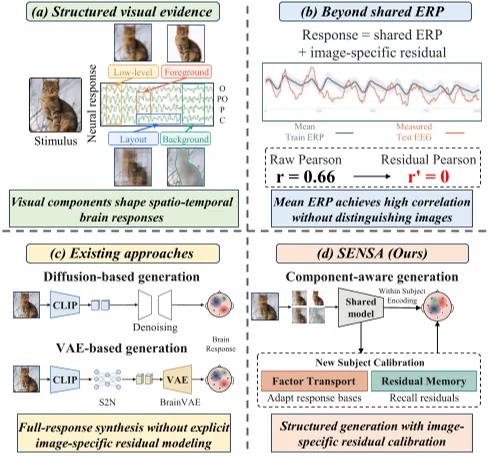 (a) Structured visual evidence
Low-level
Foreground
Neural response
O
PO
P
C
Stimulus
Layout
Background
Visual components shape spatio-temporal
brain responses
(b) Beyond shared ERP
Response = shared ERP
+ image-specific residual
Mean
Train ERP
Measured
Test EEG
Raw Pearson
Residual Pearson
r = 0.66
r' = 0
Mean ERP achieves high correlation
without distinguishing images
(c) Existing approaches
Diffusion-based generation
CLIP
Denoising
VAE-based generation
Brain
Response
CLIP
VAE
S2N
BrainVAE
Full-response synthesis without explicit
image-specific residual modeling
(d) SENSA (Ours)
Component-aware generation
Shared
model
Within Subject
Encoding
New Subject Calibration
Factor Transport
Residual Memory
Adapt response bases
Recall residuals
Structured generation with image-
specific residual calibration